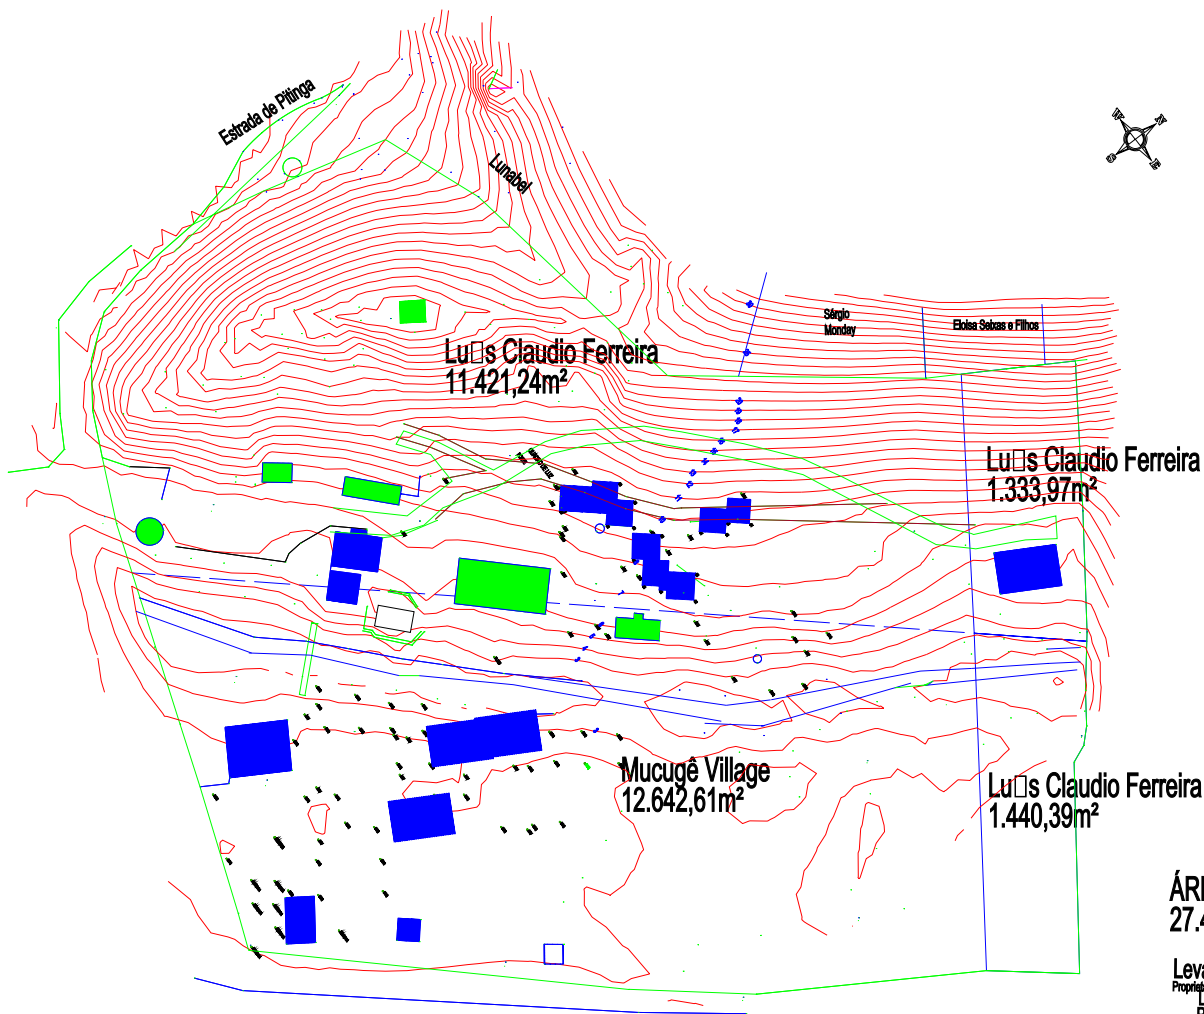 Estrada de Pitinga
Lunabel
Sérgio
Monday
Eloisa Seixas e Filhos
Lu□s Claudio Ferreira
11.421,24m²
Lu□s Claudio Ferreira
1.333,97m²
Mucugê Village
12.642,61m²
Lu□s Claudio Ferreira
1.440,39m²
ÁR
27.4
Leva